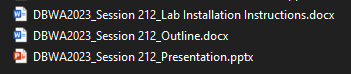 DBWA2023_Session 212_Lab Installation Instructions.docx
DBWA2023_Session 212_Outline.docx
DBWA2023_Session 212_Presentation.pptx